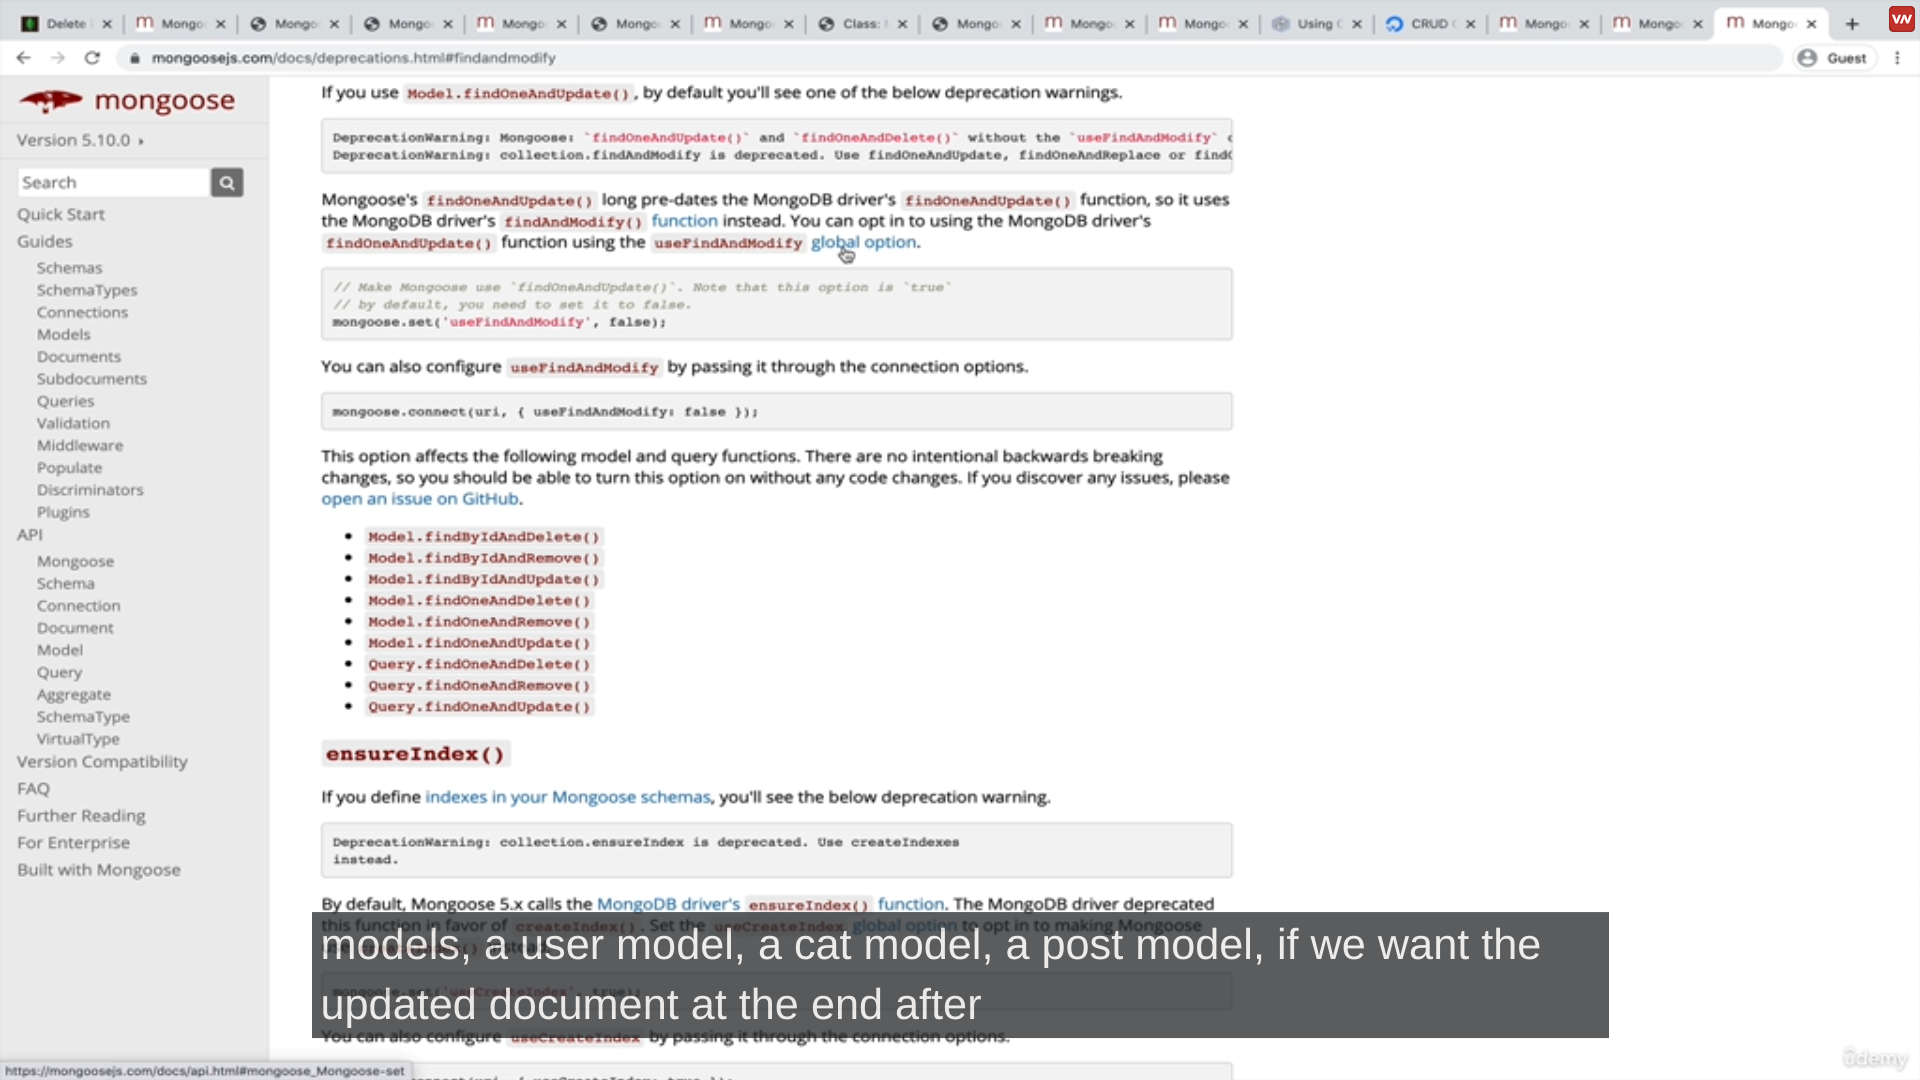 Delete
Mongo
Mongo
Mongo
Mongo
Mongo
Mongo
Class:
Mongo
Mongo
Mongo
Using
CRUD
Mongo
Mongo
Mongo
mongoosejs.com/docs/deprecations.html#findandmodify
Guest
mongoose
Version 5.10.0
Search
Quick Start
Guides
Schemas
SchemaTypes
Connections
Models
Documents
Subdocuments
Queries
Validation
Middleware
Populate
Discriminators
Plugins
API
Mongoose
Schema
Connection
Document
Model
Query
Aggregate
SchemaType
VirtualType
Version Compatibility
FAQ
Further Reading
For Enterprise
Built with Mongoose
If you use Model.findOneAndUpdate(), by default you'll see one of the below deprecation warnings.
DeprecationWarning: Mongoose: `findOneAndUpdate()` and `findOneAndDelete()` without the `useFindAndModify`
DeprecationWarning: collection.findAndModify is deprecated. Use findOneAndUpdate, findOneAndReplace or find
Mongoose's findOneAndUpdate() long pre-dates the MongoDB driver's findOneAndUpdate() function, so it uses
the MongoDB driver's findAndModify() function instead. You can opt in to using the MongoDB driver's
findOneAndUpdate() function using the useFindAndModify global option.
// Make Mongoose use `findOneAndUpdate()`. Note that this option is `true`
// by default, you need to set it to false.
mongoose.set('useFindAndModify', false);
You can also configure useFindAndModify by passing it through the connection options.
mongoose.connect(uri, { useFindAndModify: false });
This option affects the following model and query functions. There are no intentional backwards breaking
changes, so you should be able to turn this option on without any code changes. If you discover any issues, please
open an issue on GitHub.
Model.findByIdAndDelete()
Model.findByIdAndRemove()
Model.findByIdAndUpdate()
Model.findOneAndDelete()
Model.findOneAndRemove()
Model.findOneAndUpdate()
Query.findOneAndDelete()
Query.findOneAndRemove()
Query.findOneAndUpdate()
ensureIndex()
If you define indexes in your Mongoose schemas, you'll see the below deprecation warning.
DeprecationWarning: collection.ensureIndex is deprecated. Use createIndexes
instead.
By default, Mongoose 5.x calls the MongoDB driver's ensureIndex() function. The MongoDB driver deprecated
this function in favor of createIndex(). Set the useCreateIndex global option to opt in to making Mongoose
models, a user model, a cat model, a post model, if we want the
mongoose.set('useCreateIndex', true);
updated document at the end after
You can also configure useCreateIndex by passing it through the connection options.
https://mongoosejs.com/docs/api.html#mongoose_Mongoose-set
ûdemy